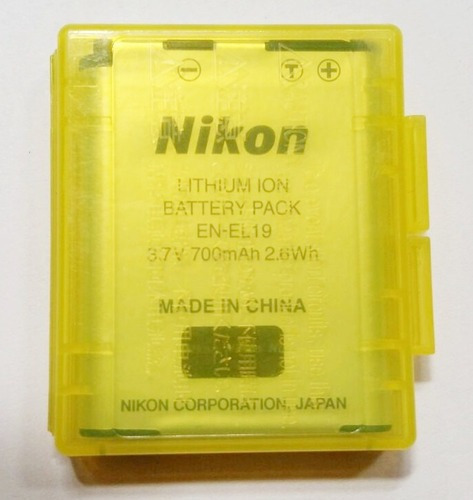 − T +
Nikon
LITHIUM ION
BATTERY PACK
EN-EL19
3.7V 700mAh 2.6Wh
MADE IN CHINA
NIKON CORPORATION, JAPAN